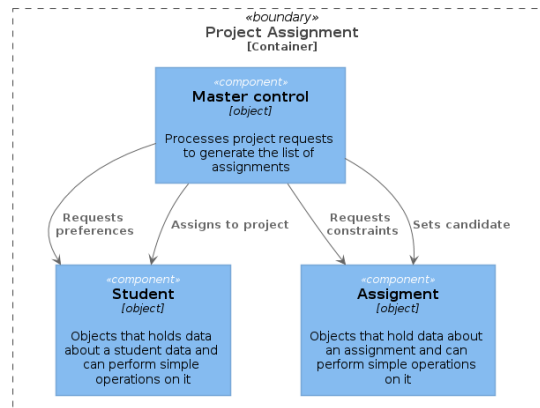 «boundary»
Project Assignment
[Container]
«component»
Master control
[object]
Processes project requests
to generate the list of
assignments
Requests
preferences
Assigns to project
Requests
constraints
Sets candidate
«component»
Student
[object]
Objects that holds data
about a student data and
can perform simple
operations on it
«component»
Assigment
[object]
Objects that hold data about
an assignment and can
perform simple operations
on it